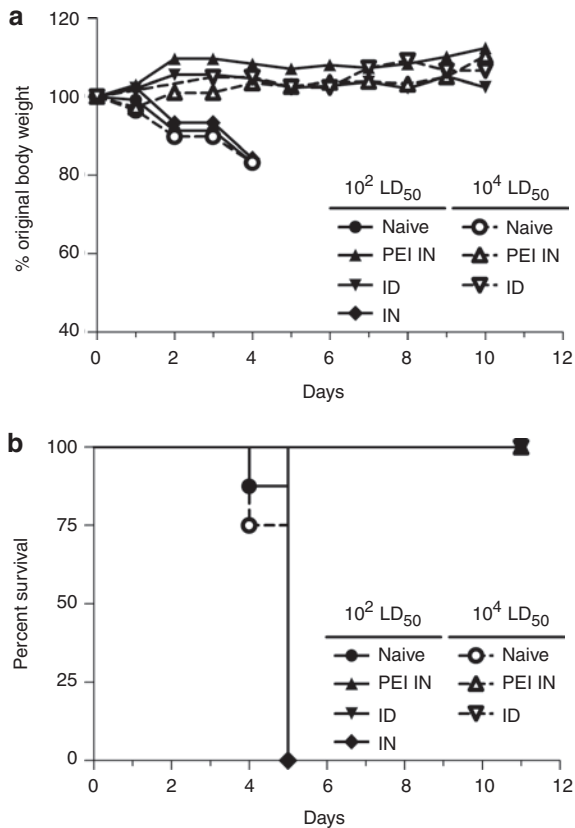 a
120
100
80
60
40
% original body weight
0 2 4 6 8 10 12
Days
10² LD₅₀ 10⁴ LD₅₀
Naive Naive
PEI IN PEI IN
ID ID
IN
b
100
75
50
25
0
Percent survival
0 2 4 6 8 10 12
Days
10² LD₅₀ 10⁴ LD₅₀
Naive Naive
PEI IN PEI IN
ID ID
IN